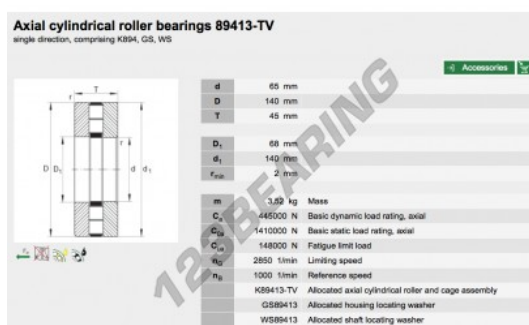 Axial cylindrical roller bearings 89413-TV
single direction, comprising K894, GS, WS
Accessories
T
r
r
D D₁ d d₁
d 65 mm
D 140 mm
T 45 mm
D₁ 68 mm
d₁ 140 mm
rmin 2 mm
m 3,52 kg Mass
Ca 445000 N Basic dynamic load rating, axial
C0a 1410000 N Basic static load rating, axial
Cua 148000 N Fatigue limit load
nG 2850 1/min Limiting speed
nB 1000 1/min Reference speed
K89413-TV Allocated axial cylindrical roller and cage assembly
GS89413 Allocated housing locating washer
WS89413 Allocated shaft locating washer
123BEARING